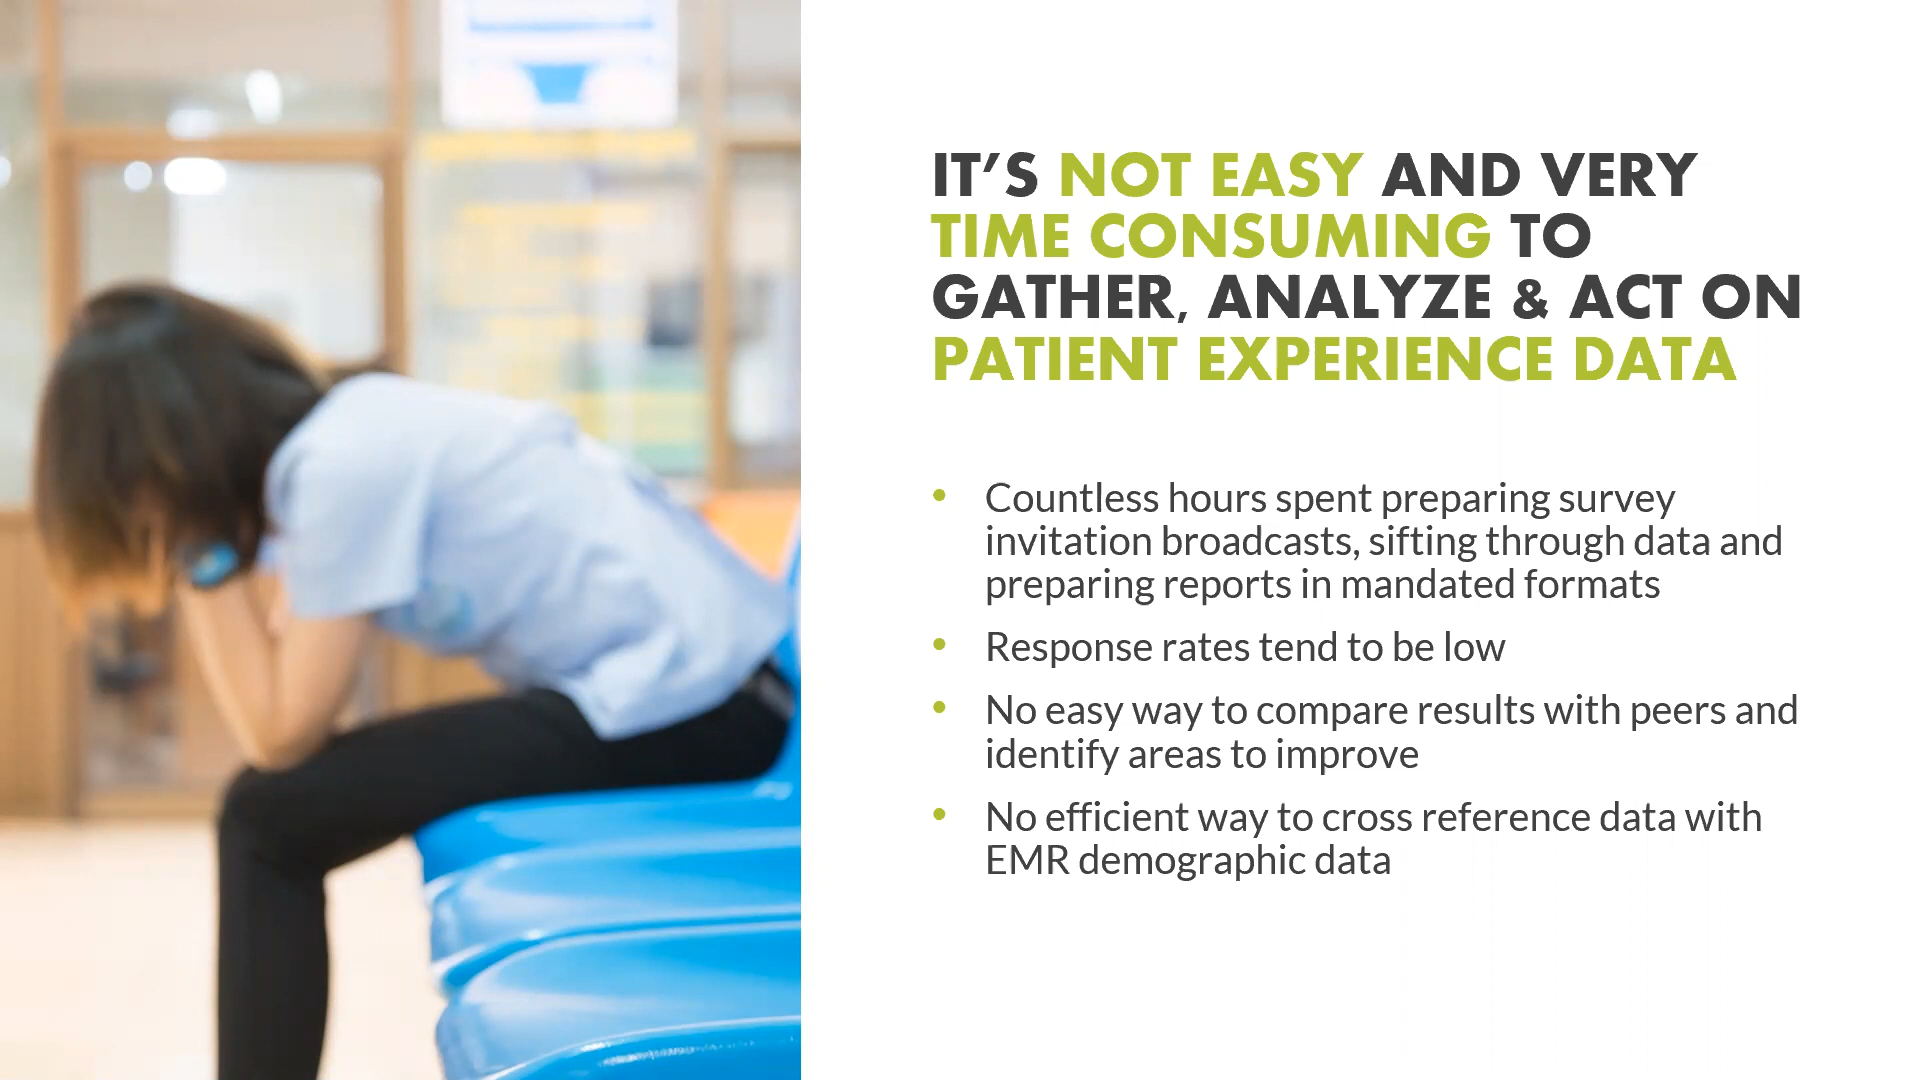 IT’S NOT EASY AND VERY
TIME CONSUMING TO
GATHER, ANALYZE & ACT ON
PATIENT EXPERIENCE DATA
• Countless hours spent preparing survey
invitation broadcasts, sifting through data and
preparing reports in mandated formats
• Response rates tend to be low
• No easy way to compare results with peers and
identify areas to improve
• No efficient way to cross reference data with
EMR demographic data